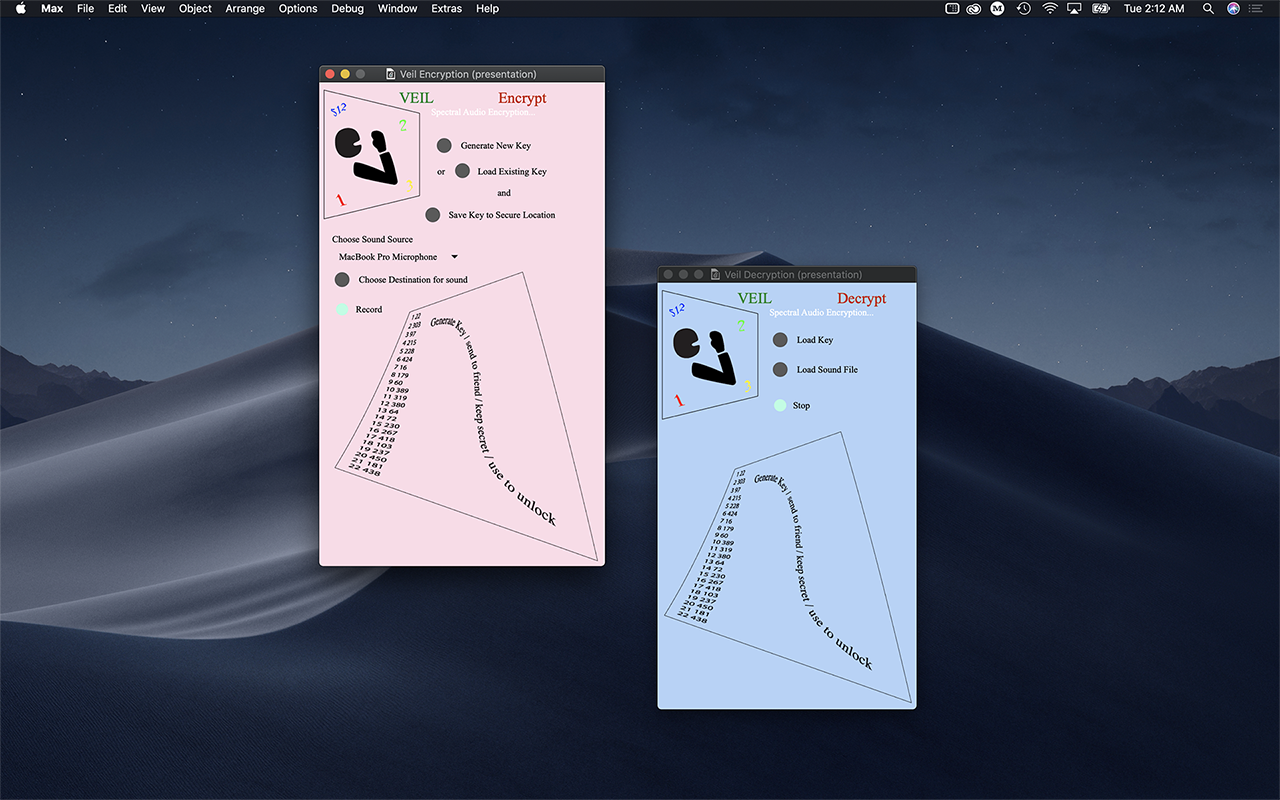 Max File Edit View Object Arrange Options Debug Window Extras Help
Tue 2:12 AM
Veil Encryption (presentation)
VEIL Encrypt
Spectral Audio Encryption...
512
2
3
1
Generate New Key
or Load Existing Key
and
Save Key to Secure Location
Choose Sound Source
MacBook Pro Microphone
Choose Destination for sound
Record
1 22
2 303
3 97
4 215
5 228
6 424
7 16
8 179
9 60
10 389
11 319
12 380
13 64
14 72
15 230
16 267
17 418
18 103
19 237
20 450
21 181
22 438
Generate Key | send to friend / keep secret / use to unlock
Veil Decryption (presentation)
VEIL Decrypt
Spectral Audio Encryption...
512
2
3
1
Load Key
Load Sound File
Stop
1 22
2 303
3 97
4 215
5 228
6 424
7 16
8 179
9 60
10 389
11 319
12 380
13 64
14 72
15 230
16 267
17 418
18 103
19 237
20 450
21 181
22 438
Generate Key | send to friend / keep secret / use to unlock